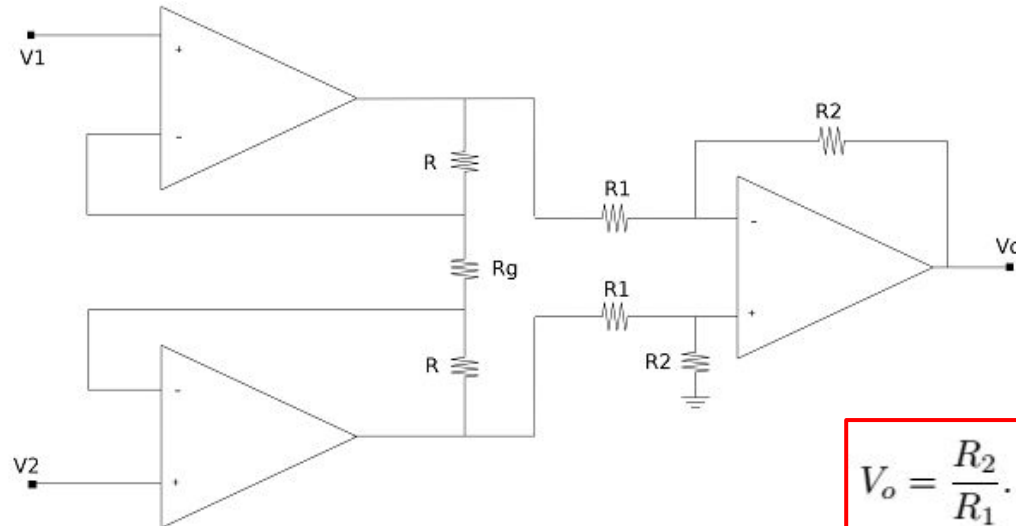 +
V1
-
R
R2
R1
-
Rg
Vo
R1
+
R
R2
-
V2
+
V_o = \frac{R_2}{R_1}.